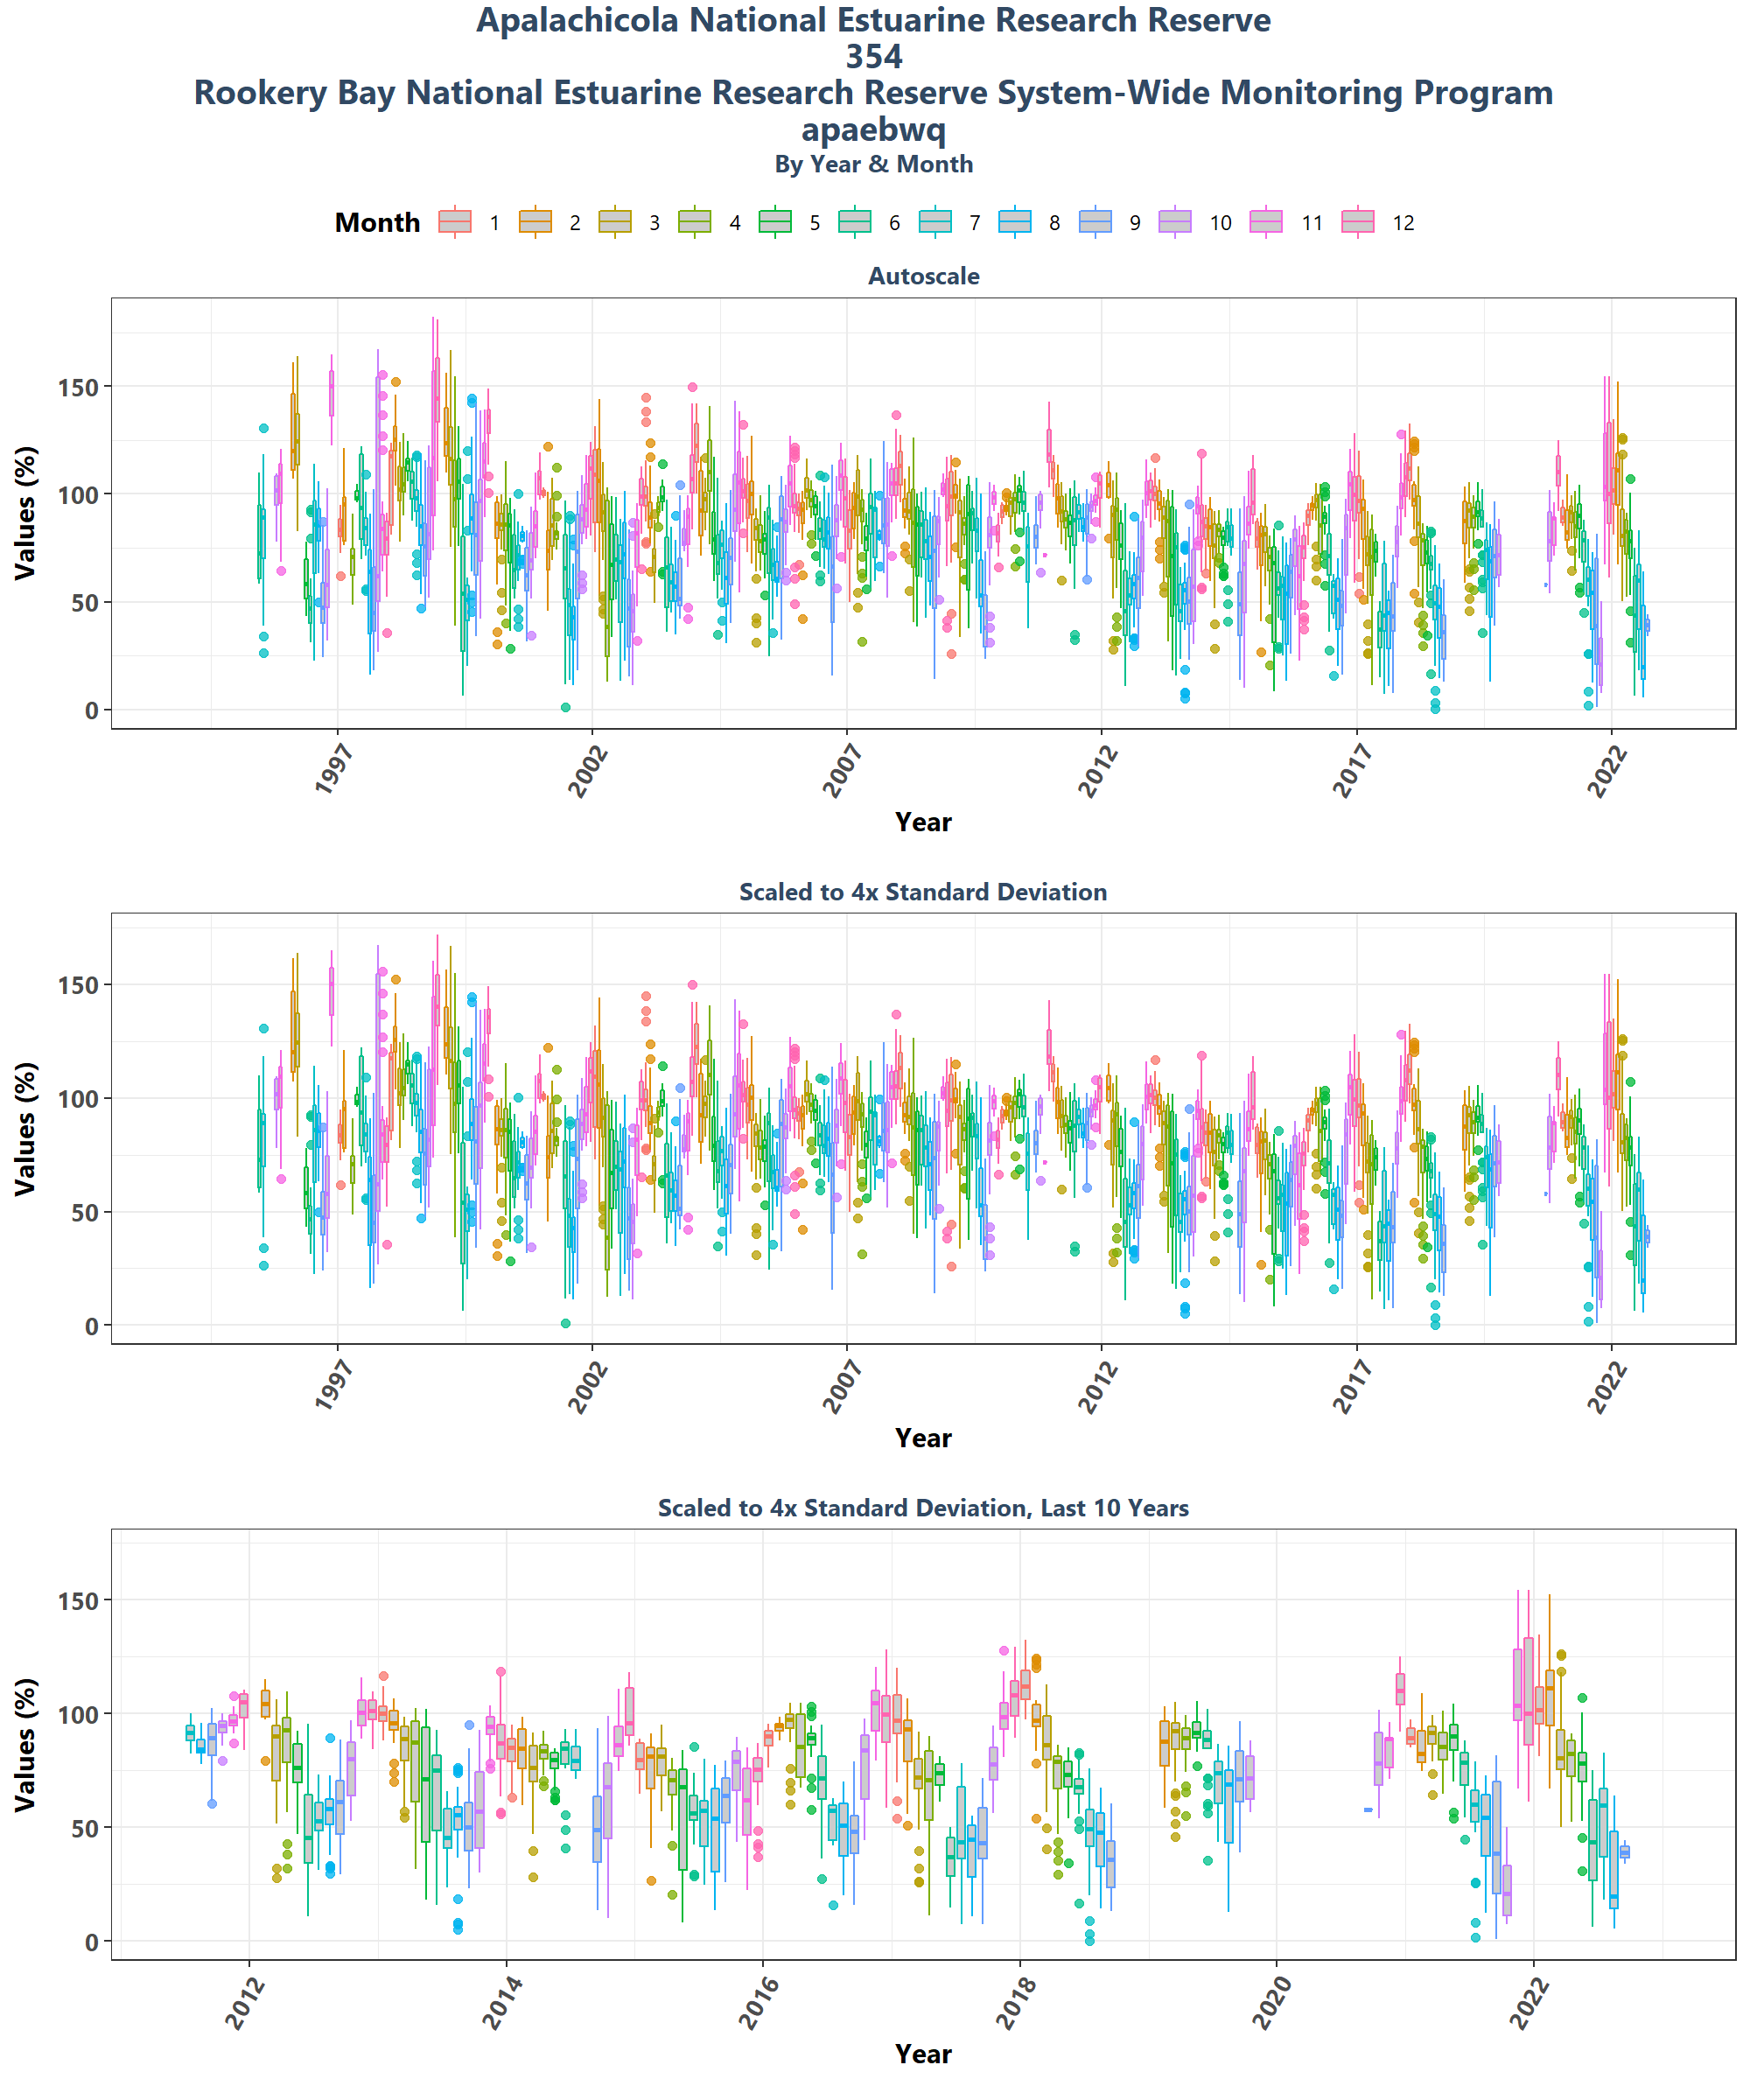 Apalachicola National Estuarine Research Reserve
354
Rookery Bay National Estuarine Research Reserve System-Wide Monitoring Program
apaebwq
By Year & Month
Month 1 2 3 4 5 6 7 8 9 10 11 12
Autoscale
Values (%)
150
100
50
0
1997 2002 2007 2012 2017 2022
Year
Scaled to 4x Standard Deviation
Values (%)
150
100
50
0
1997 2002 2007 2012 2017 2022
Year
Scaled to 4x Standard Deviation, Last 10 Years
Values (%)
150
100
50
0
2012 2014 2016 2018 2020 2022
Year